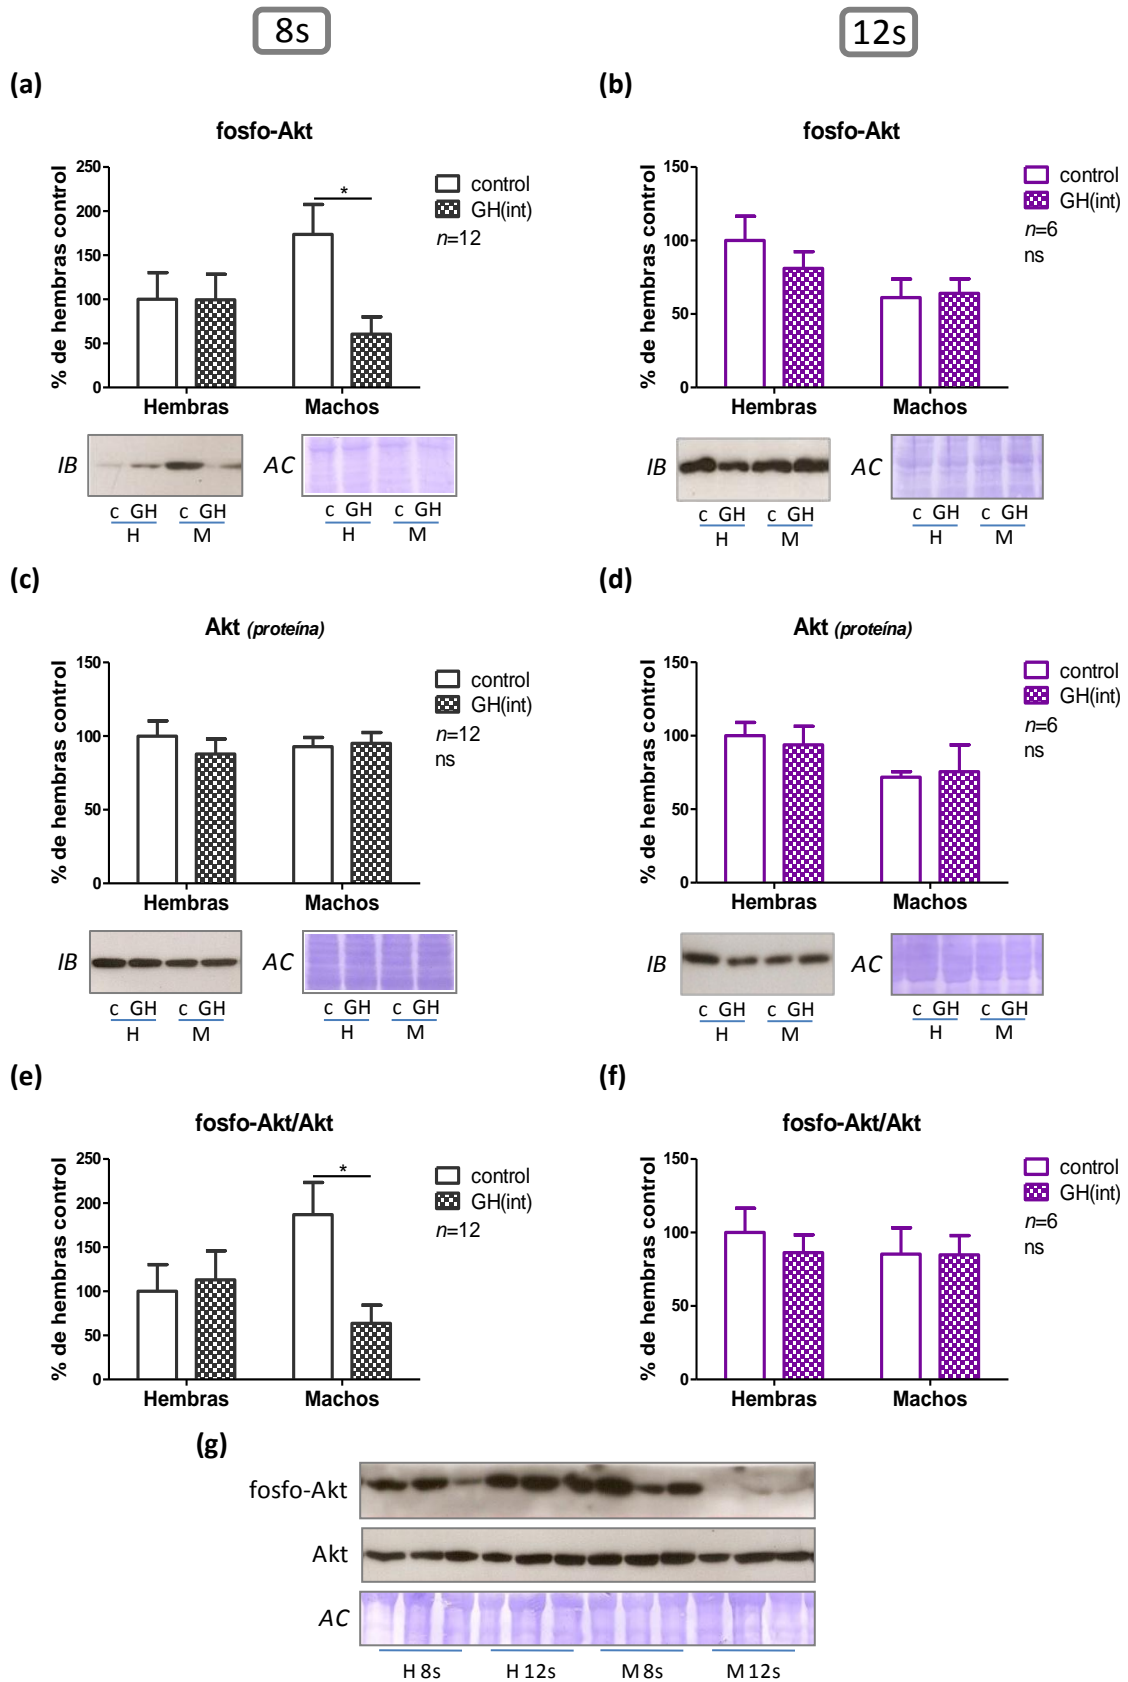 8s
12s
(a)
fosfo-Akt
% de hembras control
250
200
150
100
50
0
Hembras
Machos
*
control
GH(int)
n=12
IB
AC
c GH
c GH
H
M
c GH
c GH
H
M
(b)
fosfo-Akt
% de hembras control
150
100
50
0
Hembras
Machos
control
GH(int)
n=6
ns
IB
AC
c GH
c GH
H
M
c GH
c GH
H
M
(c)
Akt (proteína)
% de hembras control
150
100
50
0
Hembras
Machos
control
GH(int)
n=12
ns
IB
AC
c GH
c GH
H
M
c GH
c GH
H
M
(d)
Akt (proteína)
% de hembras control
150
100
50
0
Hembras
Machos
control
GH(int)
n=6
ns
IB
AC
c GH
c GH
H
M
c GH
c GH
H
M
(e)
fosfo-Akt/Akt
% de hembras control
250
200
150
100
50
0
Hembras
Machos
*
control
GH(int)
n=12
(f)
fosfo-Akt/Akt
% de hembras control
150
100
50
0
Hembras
Machos
control
GH(int)
n=6
ns
(g)
fosfo-Akt
Akt
AC
H 8s
H 12s
M 8s
M 12s